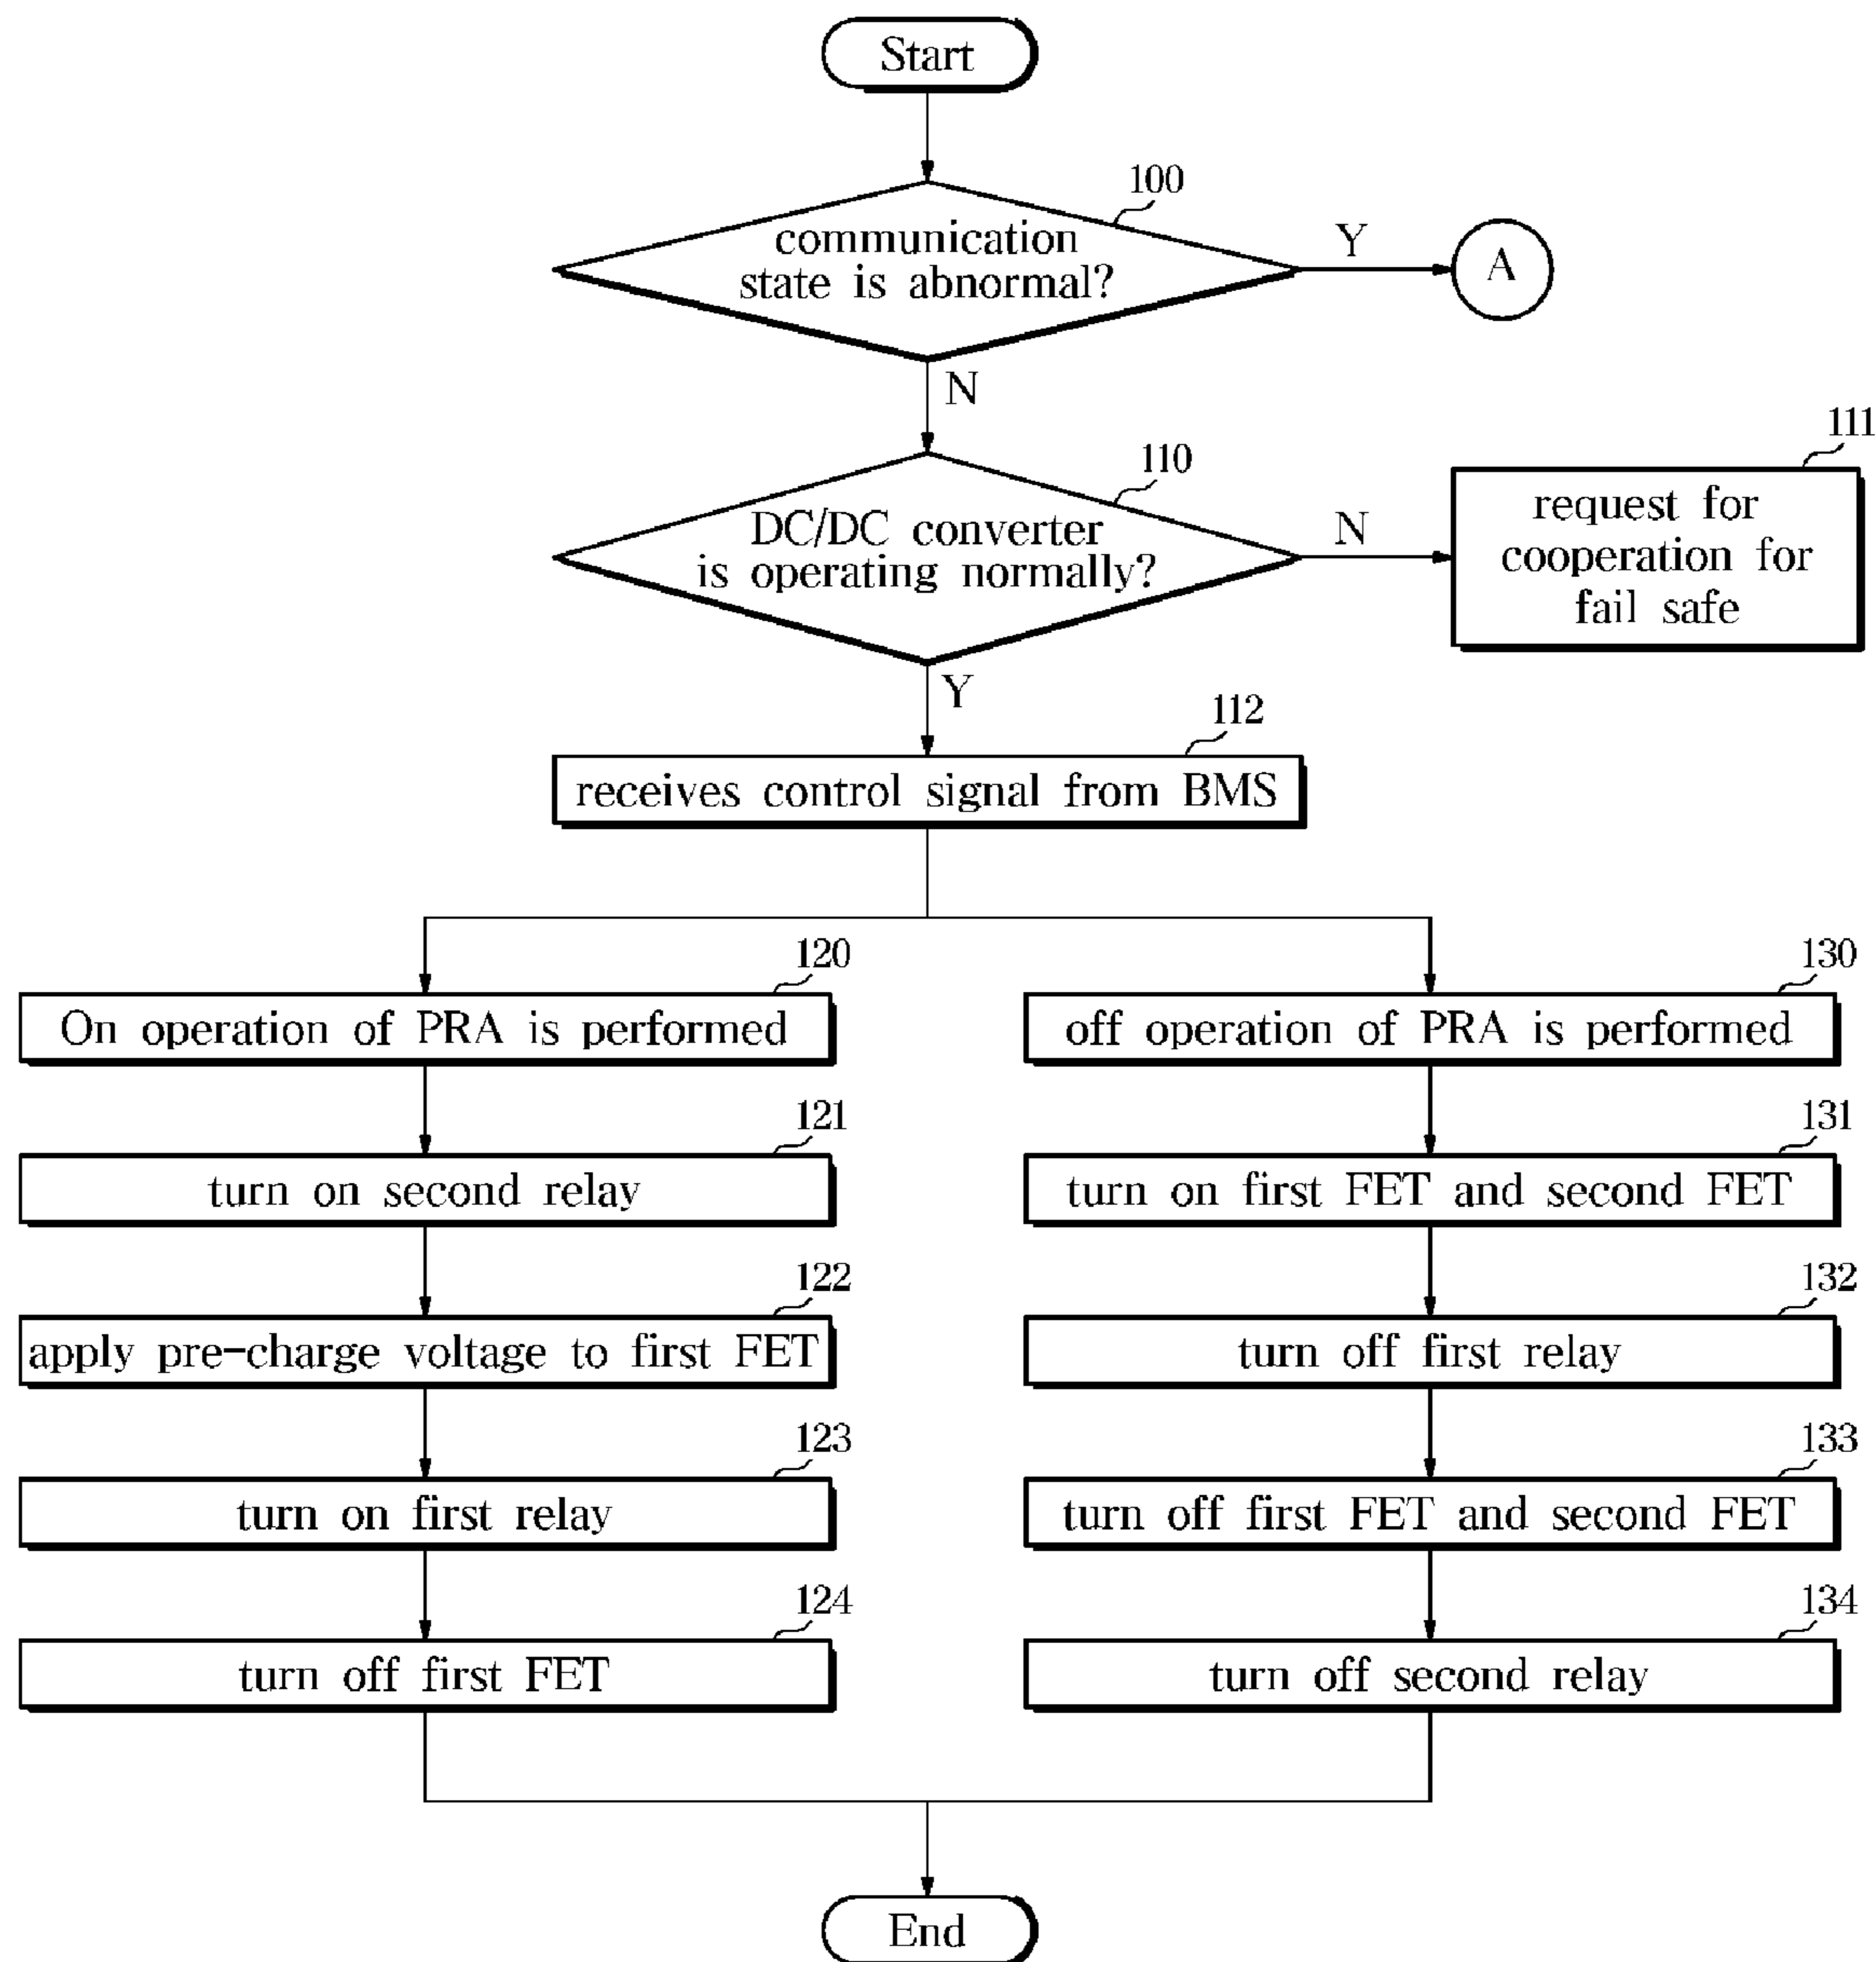 Start
100
communication
state is abnormal?
Y
A
N
110
DC/DC converter
is operating normally?
N
111
request for
cooperation for
fail safe
Y
112
receives control signal from BMS
120
On operation of PRA is performed
130
off operation of PRA is performed
121
turn on second relay
131
turn on first FET and second FET
122
apply pre-charge voltage to first FET
132
turn off first relay
123
turn on first relay
133
turn off first FET and second FET
124
turn off first FET
134
turn off second relay
End